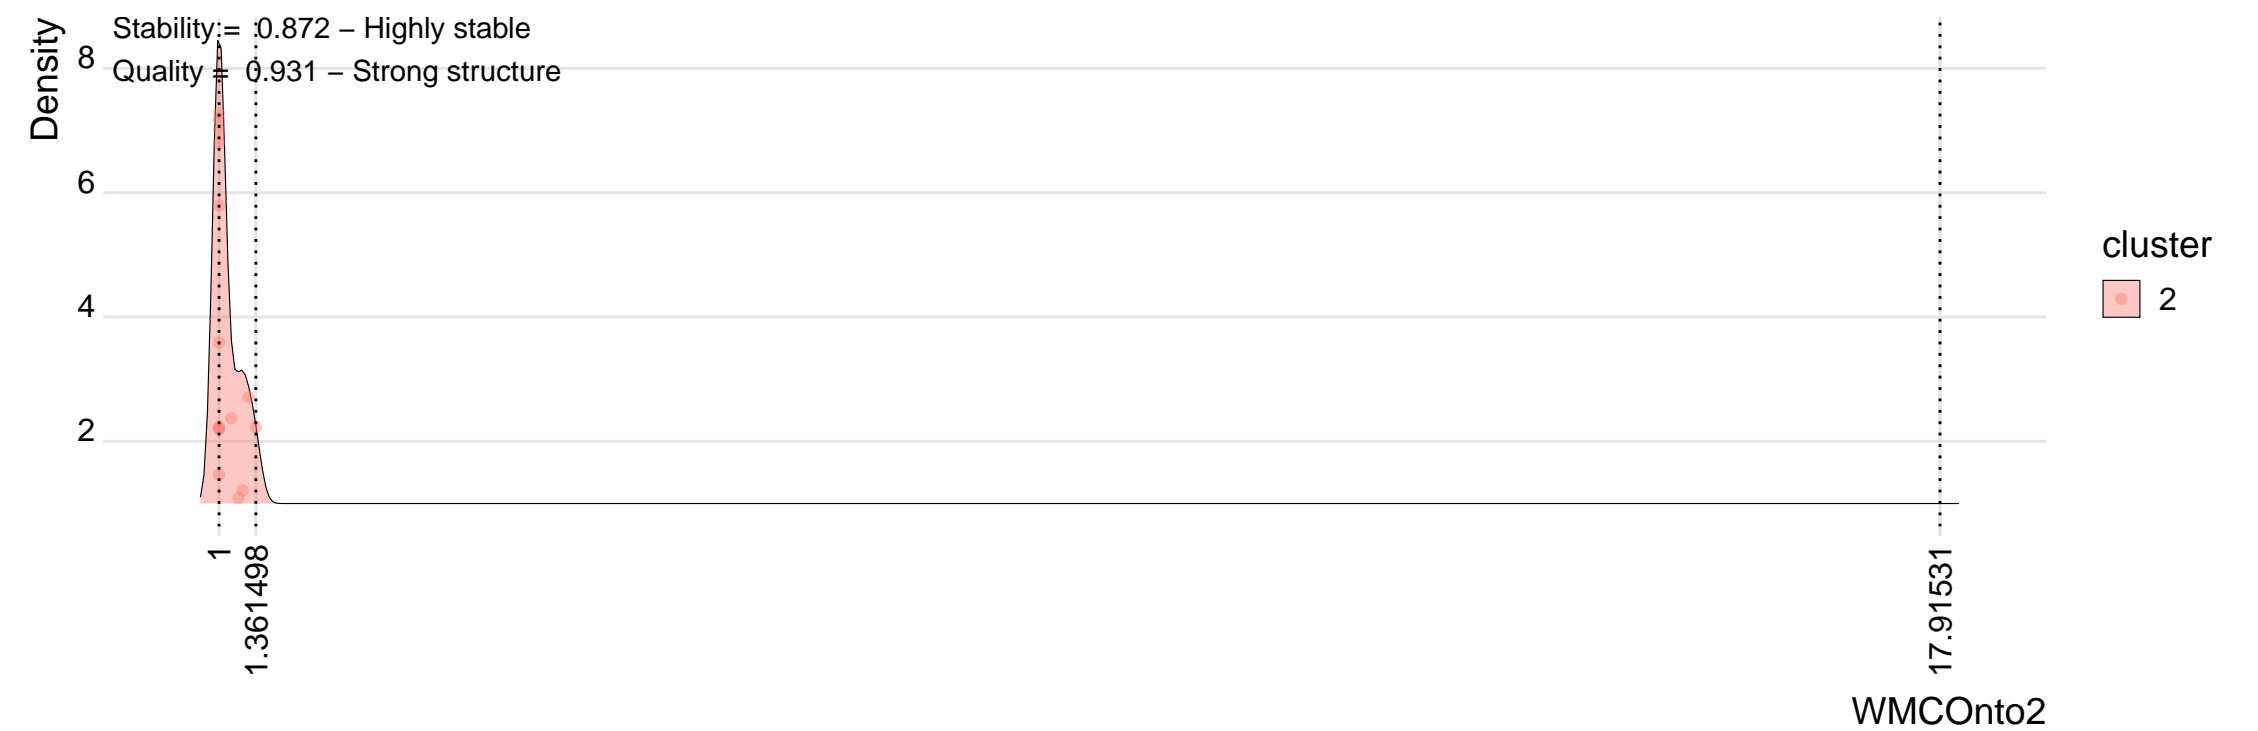 Density
Stability = 0.872 – Highly stable
Quality = 0.931 – Strong structure
8
6
4
2
1
1.361498
17.91531
WMCOnto2
cluster
2